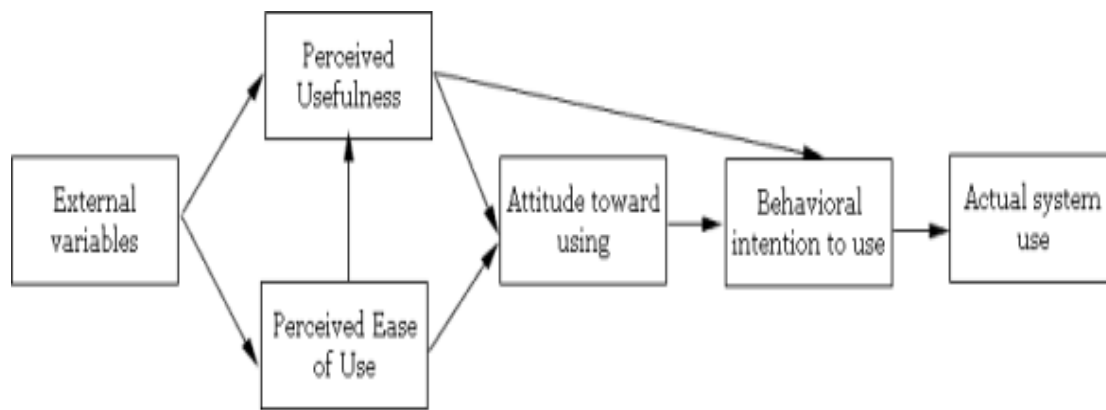 Perceived
Usefulness
External
variables
Attitude toward
using
Behavioral
intention to use
Actual system
use
Perceived Ease
of Use